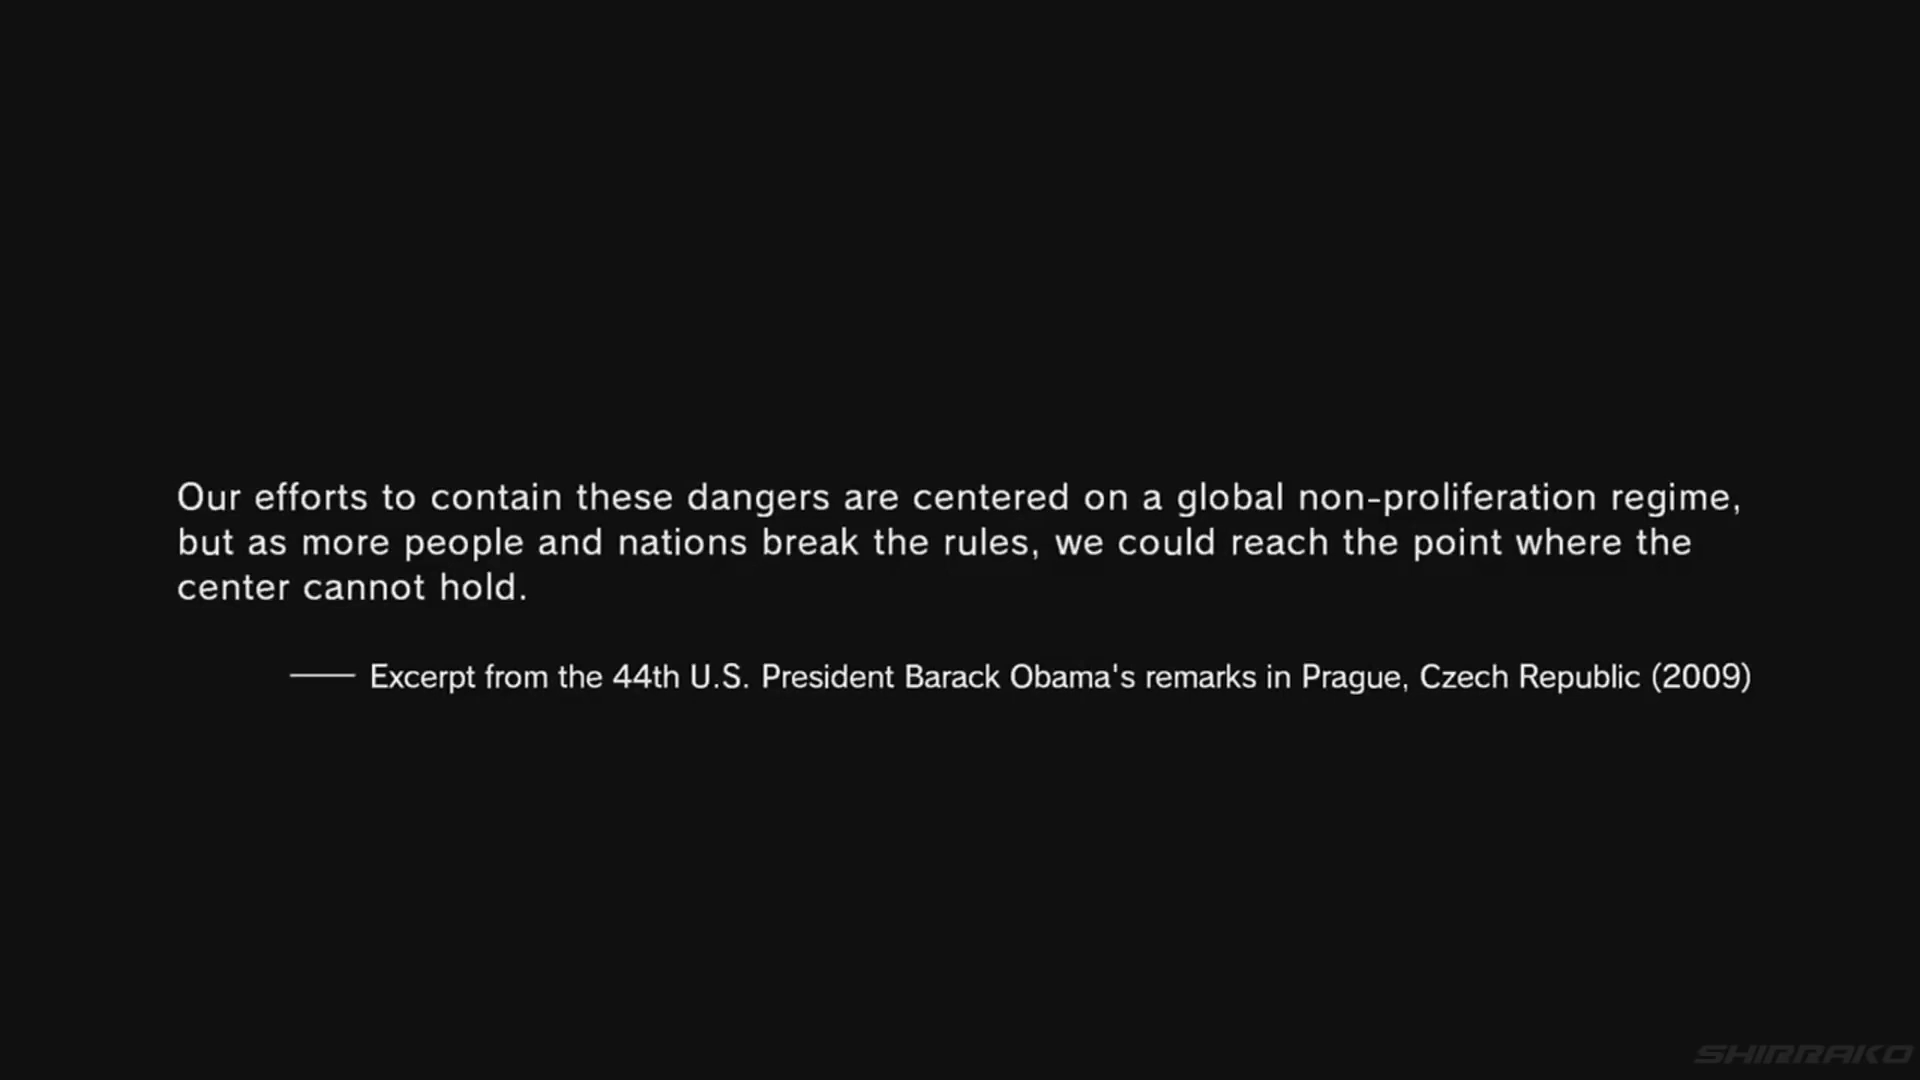 Our efforts to contain these dangers are centered on a global non-proliferation regime,
but as more people and nations break the rules, we could reach the point where the
center cannot hold.
—— Excerpt from the 44th U.S. President Barack Obama's remarks in Prague, Czech Republic (2009)
SHIRRAKO